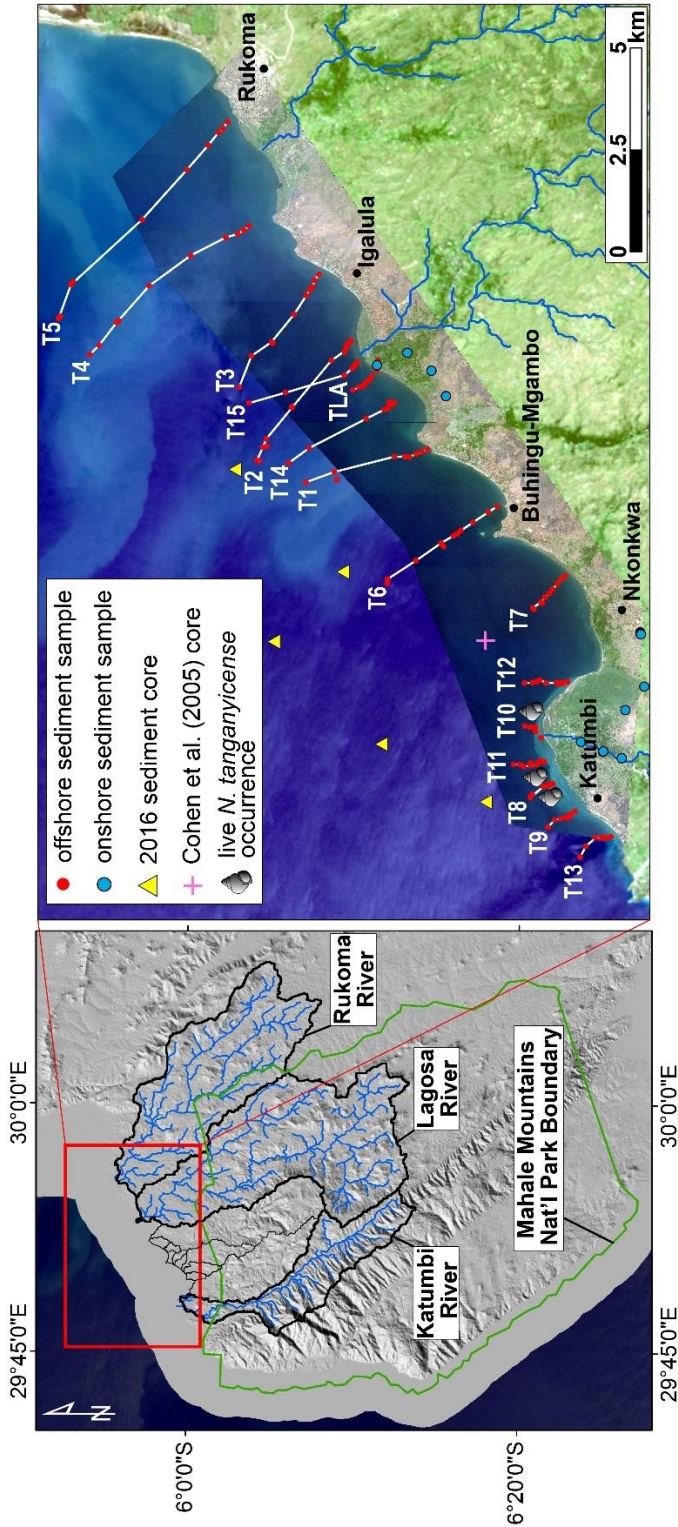 29°45'0"E
30°0'0"E
6°0'0"S
6°20'0"S
N
Rukoma
River
Lagosa
River
Katumbi
River
Mahale Mountains
Nat'l Park Boundary
offshore sediment sample
onshore sediment sample
2016 sediment core
Cohen et al. (2005) core
live N. tanganyicense
occurrence
T5
T4
T3
T15
TLA
T2
T14
T1
T6
T7
T12
T10
T11
T8
T9
T13
Rukoma
Igalula
Buhingu-Mgambo
Nkonkwa
Katumbi
0
2.5
5
km